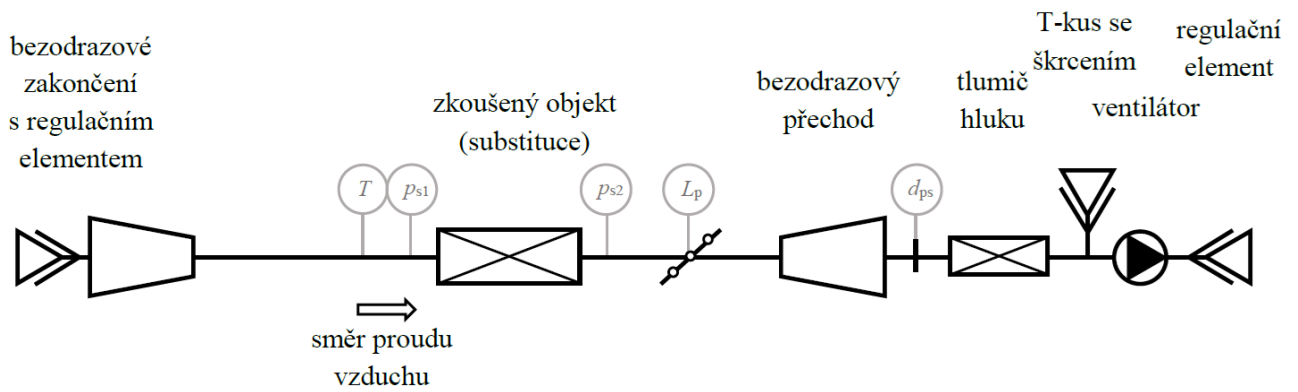 bezodrazové
zakončení
s regulačním
elementem
zkoušený objekt
(substituce)
bezodrazový
přechod
tlumič
hluku
T-kus se
škrcením
ventilátor
regulační
element
T
ps1
ps2
Lp
dps
směr proudu
vzduchu